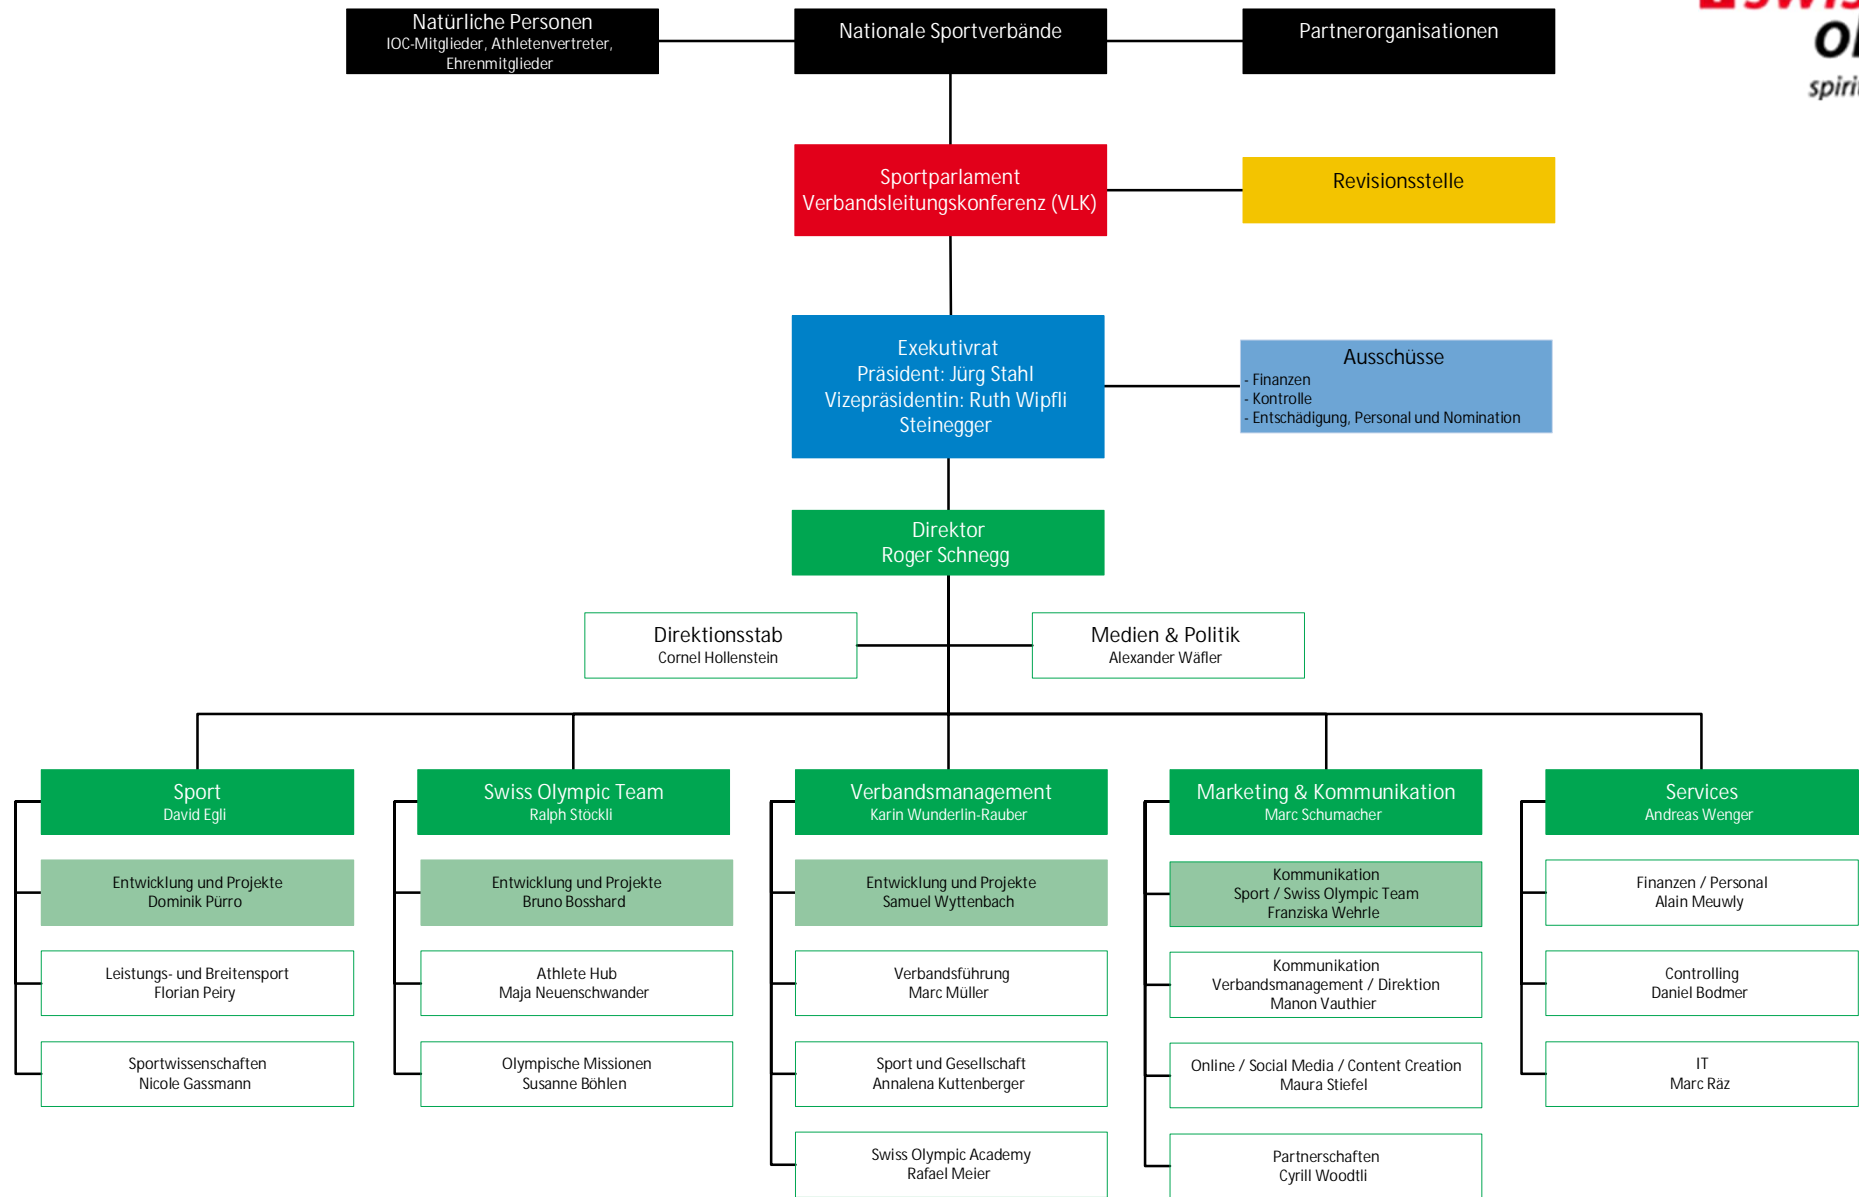 Natürliche Personen
IOC-Mitglieder, Athletenvertreter,
Ehrenmitglieder
Nationale Sportverbände
Partnerorganisationen
spirit
Sportparlament
Verbandsleitungskonferenz (VLK)
Revisionsstelle
Exekutivrat
Präsident: Jürg Stahl
Vizepräsidentin: Ruth Wipfli
Steinegger
Ausschüsse
- Finanzen
- Kontrolle
- Entschädigung, Personal und Nomination
Direktor
Roger Schnegg
Direktionsstab
Cornel Hollenstein
Medien & Politik
Alexander Wäfler
Sport
David Egli
Entwicklung und Projekte
Dominik Pürro
Leistungs- und Breitensport
Florian Peiry
Sportwissenschaften
Nicole Gassmann
Swiss Olympic Team
Ralph Stöckli
Entwicklung und Projekte
Bruno Bosshard
Athlete Hub
Maja Neuenschwander
Olympische Missionen
Susanne Böhlen
Verbandsmanagement
Karin Wunderlin-Rauber
Entwicklung und Projekte
Samuel Wyttenbach
Verbandsführung
Marc Müller
Sport und Gesellschaft
Annalena Kuttenberger
Swiss Olympic Academy
Rafael Meier
Marketing & Kommunikation
Marc Schumacher
Kommunikation
Sport / Swiss Olympic Team
Franziska Wehrle
Kommunikation
Verbandsmanagement / Direktion
Manon Vauthier
Online / Social Media / Content Creation
Maura Stiefel
Partnerschaften
Cyrill Woodtli
Services
Andreas Wenger
Finanzen / Personal
Alain Meuwly
Controlling
Daniel Bodmer
IT
Marc Räz